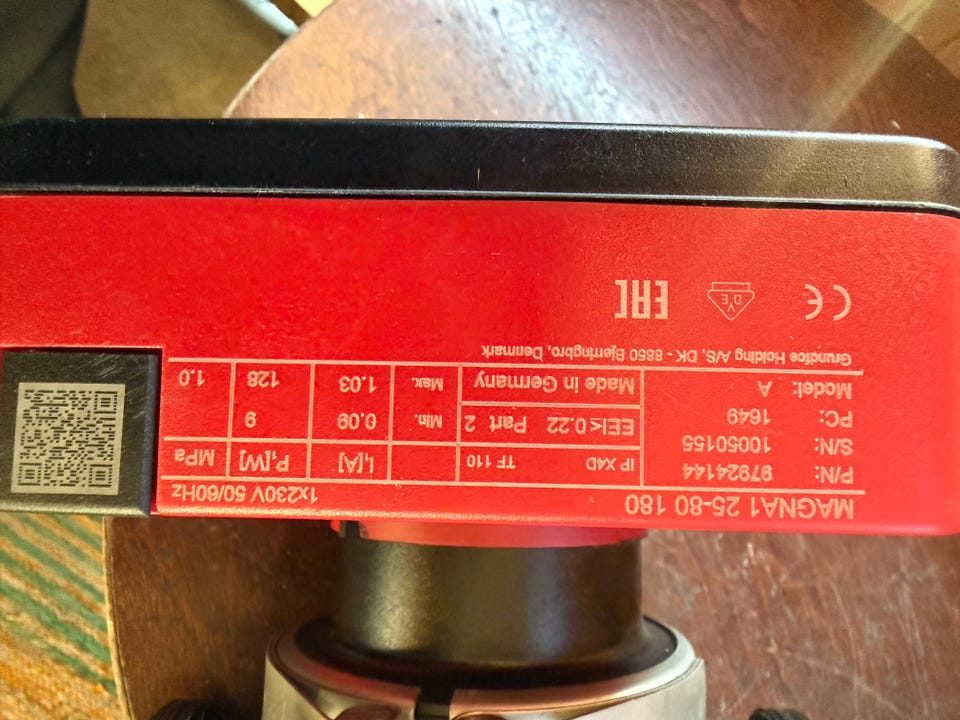 MAGNA1 25-80 180 1x230V 50/60Hz
P/N: 97924144
S/N: 10050155
PC: 1649
Model: A
IP X4D TF 110
EEI≤0.22 Part 2
Made in Germany
I₁[A] P₁[W] MPa
Min. 0.09 9
Max. 1.03 128 1.0
Grundfos Holding A/S, DK - 8850 Bjerringbro, Denmark
CE VDE EAC